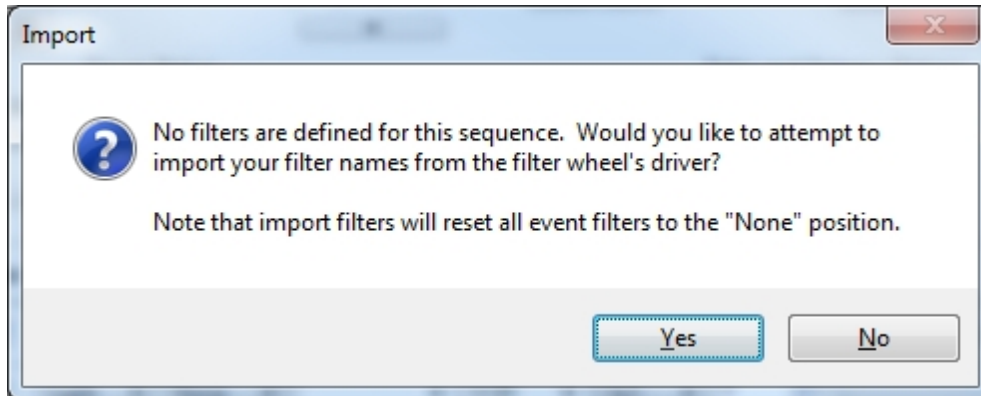 Import
No filters are defined for this sequence.  Would you like to attempt to
import your filter names from the filter wheel's driver?
Note that import filters will reset all event filters to the "None" position.
Yes
No